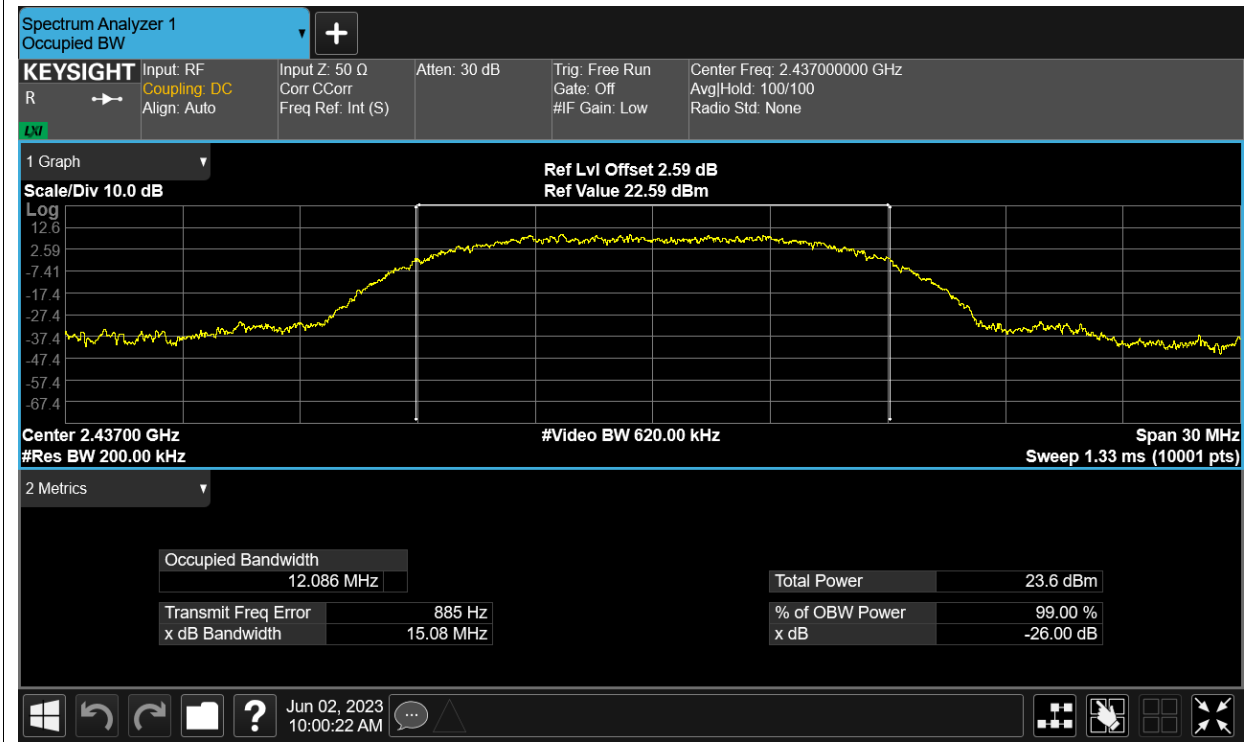 Spectrum Analyzer 1
Occupied BW
KEYSIGHT
R
LXI
Input: RF
Coupling: DC
Align: Auto
Input Z: 50 Ω
Corr CCorr
Freq Ref: Int (S)
Atten: 30 dB
Trig: Free Run
Gate: Off
#IF Gain: Low
Center Freq: 2.437000000 GHz
Avg|Hold: 100/100
Radio Std: None
1 Graph
Scale/Div 10.0 dB
Ref Lvl Offset 2.59 dB
Ref Value 22.59 dBm
Log
12.6
2.59
-7.41
-17.4
-27.4
-37.4
-47.4
-57.4
-67.4
Center 2.43700 GHz
#Video BW 620.00 kHz
Span 30 MHz
#Res BW 200.00 kHz
Sweep 1.33 ms (10001 pts)
2 Metrics
Occupied Bandwidth
12.086 MHz
Total Power 23.6 dBm
Transmit Freq Error 885 Hz
% of OBW Power 99.00 %
x dB Bandwidth 15.08 MHz
x dB -26.00 dB
?
Jun 02, 2023
10:00:22 AM